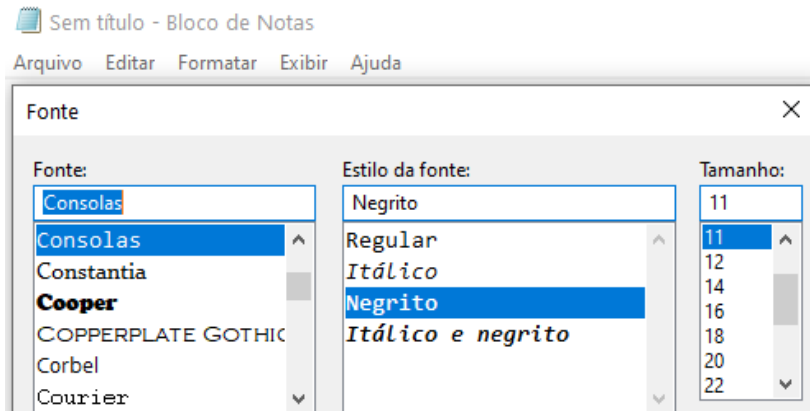 Sem título - Bloco de Notas
Arquivo Editar Formatar Exibir Ajuda
Fonte
Fonte: Estilo da fonte: Tamanho:
Consolas Negrito 11
Consolas Regular 11
Constantia Itálico 12
Cooper Negrito 14
COPPERPLATE GOTHIC Itálico e negrito 16
Corbel 18
Courier 20
22